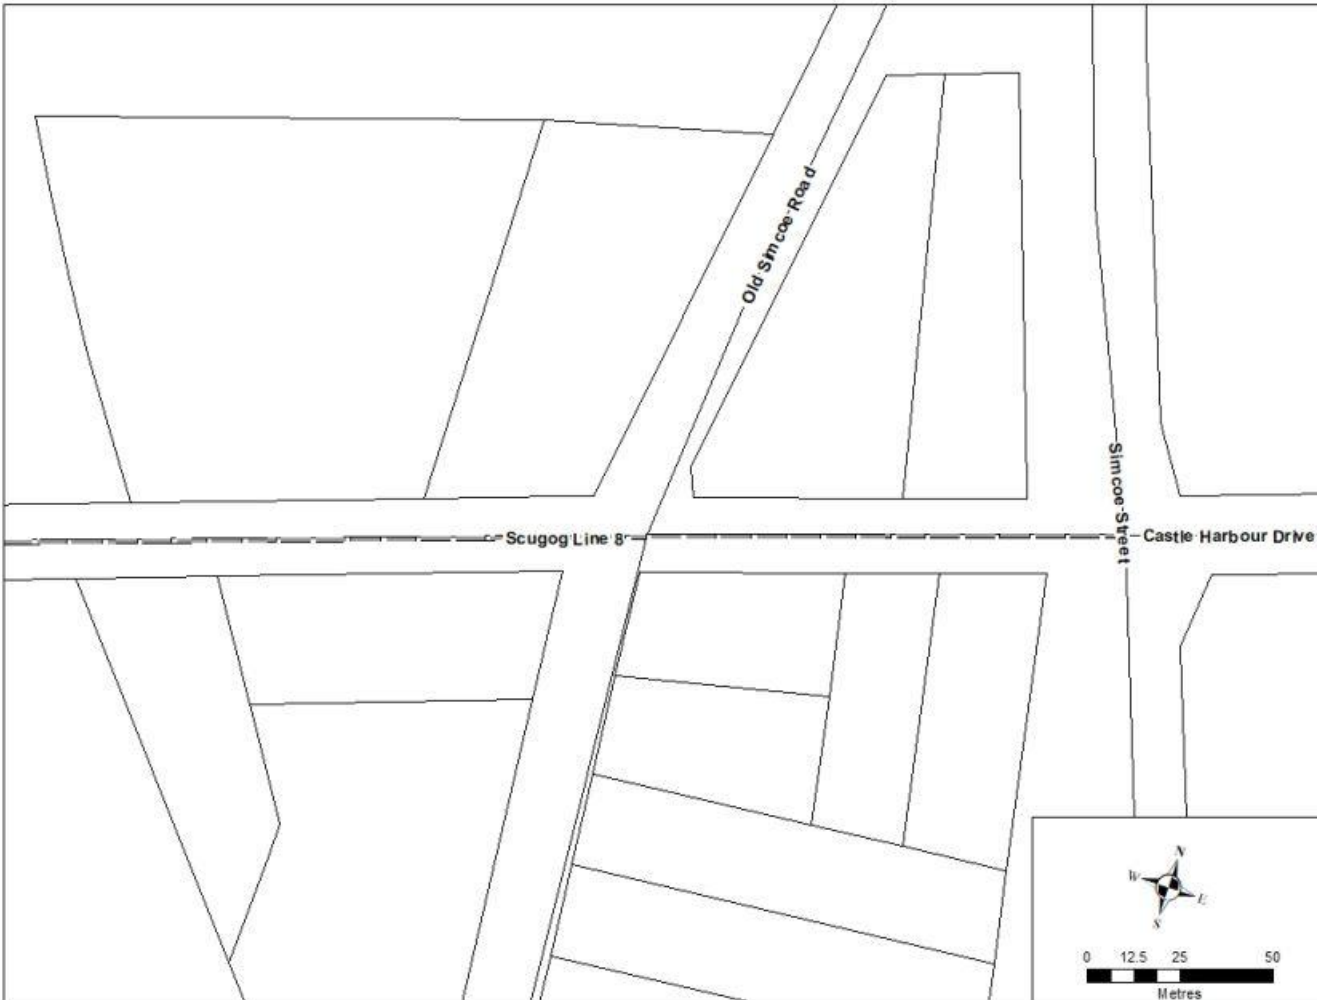 Old Simcoe Road
Simcoe Street
Scugog Line 8
Castle Harbour Drive
N
W
E
S
0 12.5 25 50
Metres